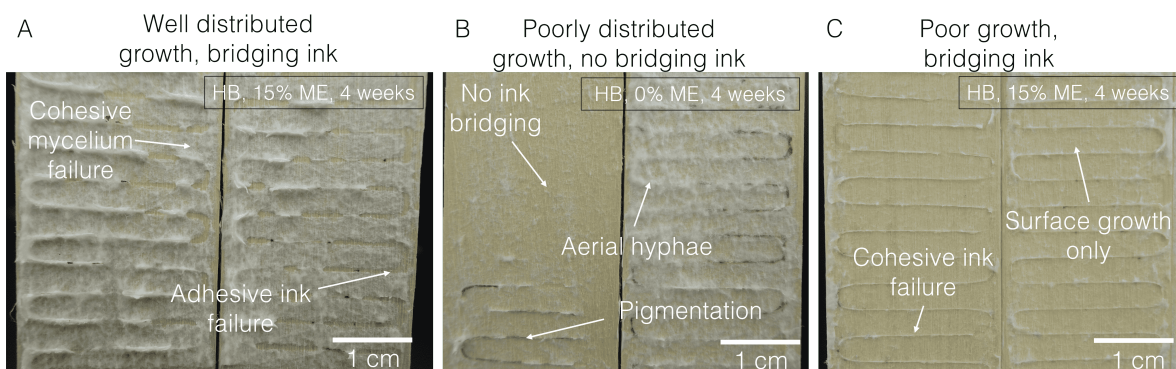 A
Well distributed
growth, bridging ink
HB, 15% ME, 4 weeks
Cohesive
mycelium
failure
Adhesive ink
failure
1 cm
B
Poorly distributed
growth, no bridging ink
HB, 0% ME, 4 weeks
No ink
bridging
Aerial hyphae
Pigmentation
1 cm
C
Poor growth,
bridging ink
HB, 15% ME, 4 weeks
Surface growth
only
Cohesive ink
failure
1 cm